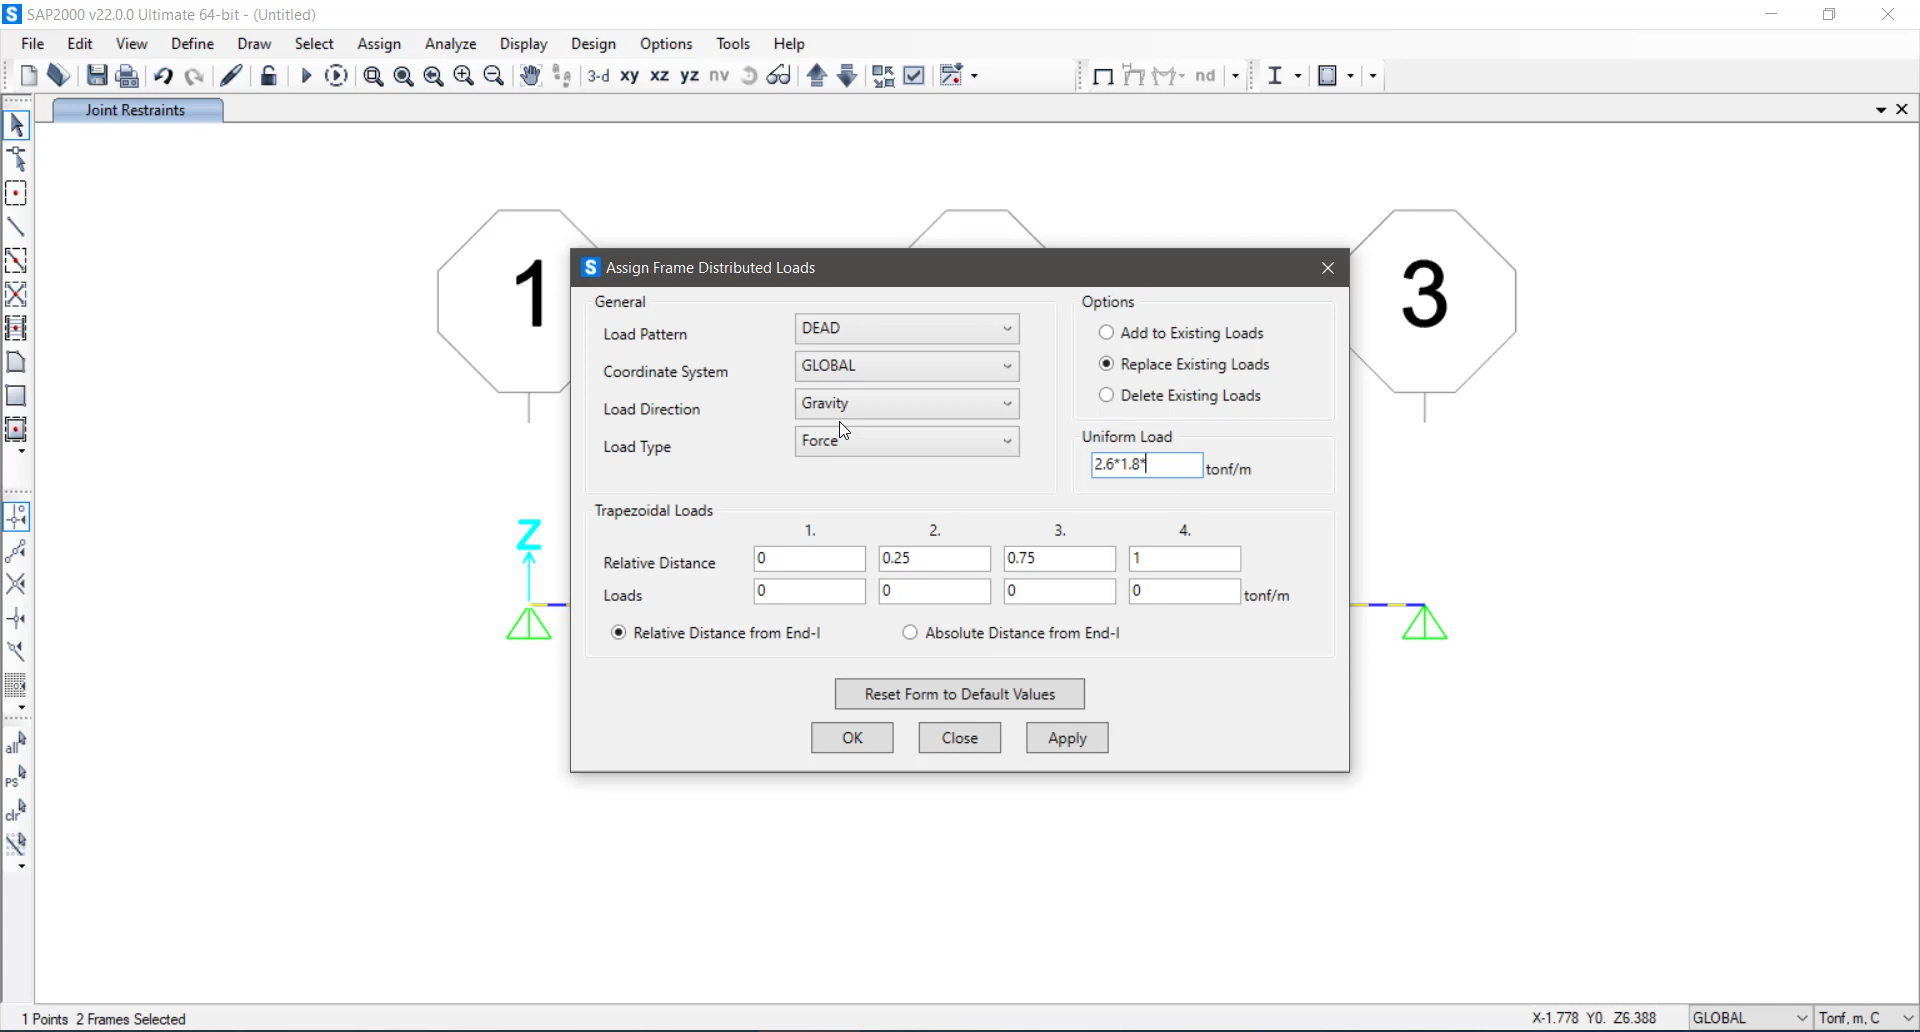 SAP2000 v22.0.0 Ultimate 64-bit - (Untitled)
File Edit View Define Draw Select Assign Analyze Display Design Options Tools Help
3-d xy xz yz nv nd
Joint Restraints
1
3
Assign Frame Distributed Loads
General
Load Pattern DEAD
Coordinate System GLOBAL
Load Direction Gravity
Load Type Force
Options
Add to Existing Loads
Replace Existing Loads
Delete Existing Loads
Uniform Load
2.6*1.8* tonf/m
Trapezoidal Loads
1. 2. 3. 4.
Relative Distance 0 0.25 0.75 1
Loads 0 0 0 0 tonf/m
Relative Distance from End-I Absolute Distance from End-I
Reset Form to Default Values
OK Close Apply
Z
all
PS
clr
1 Points 2 Frames Selected
X-1.778 Y0. Z6.388 GLOBAL Tonf, m, C